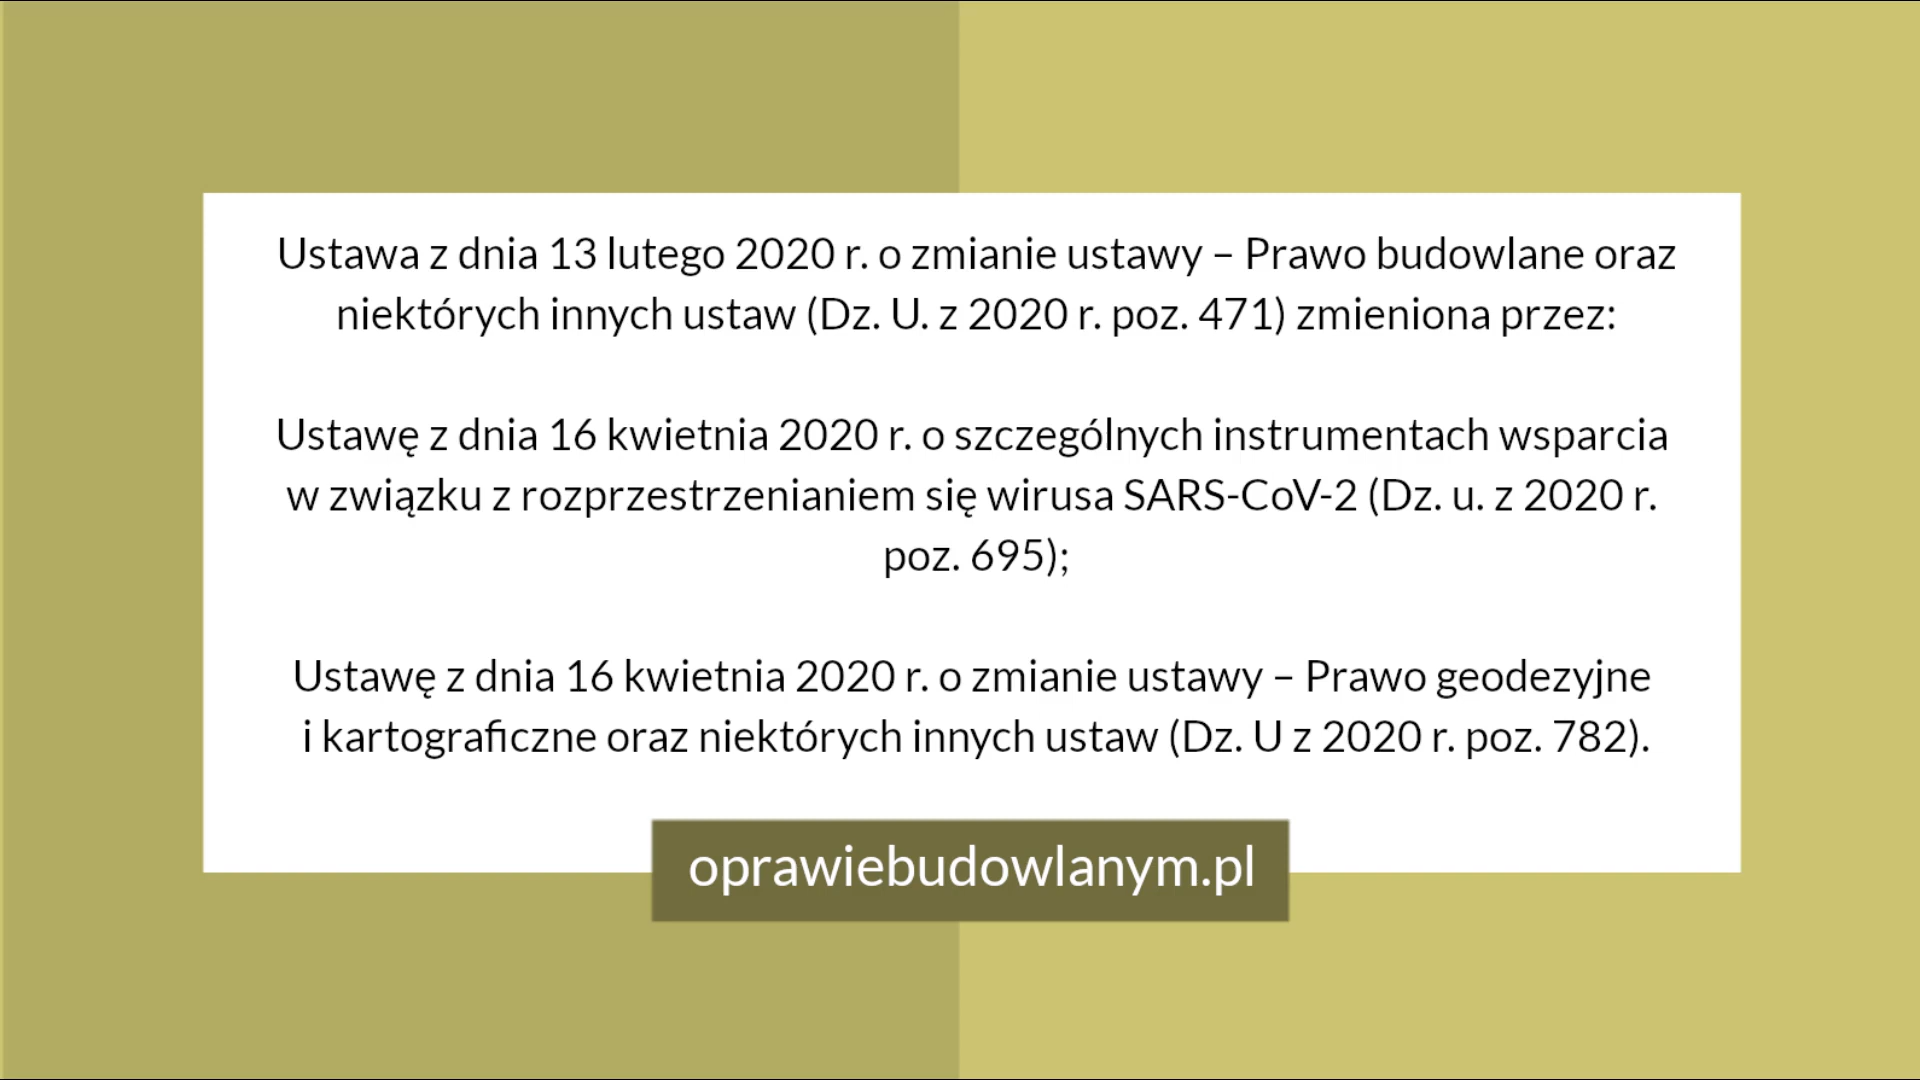 Ustawa z dnia 13 lutego 2020 r. o zmianie ustawy – Prawo budowlane oraz
niektórych innych ustaw (Dz. U. z 2020 r. poz. 471) zmieniona przez:
Ustawę z dnia 16 kwietnia 2020 r. o szczególnych instrumentach wsparcia
w związku z rozprzestrzenianiem się wirusa SARS-CoV-2 (Dz. u. z 2020 r.
poz. 695);
Ustawę z dnia 16 kwietnia 2020 r. o zmianie ustawy – Prawo geodezyjne
i kartograficzne oraz niektórych innych ustaw (Dz. U z 2020 r. poz. 782).
oprawiebudowlanym.pl